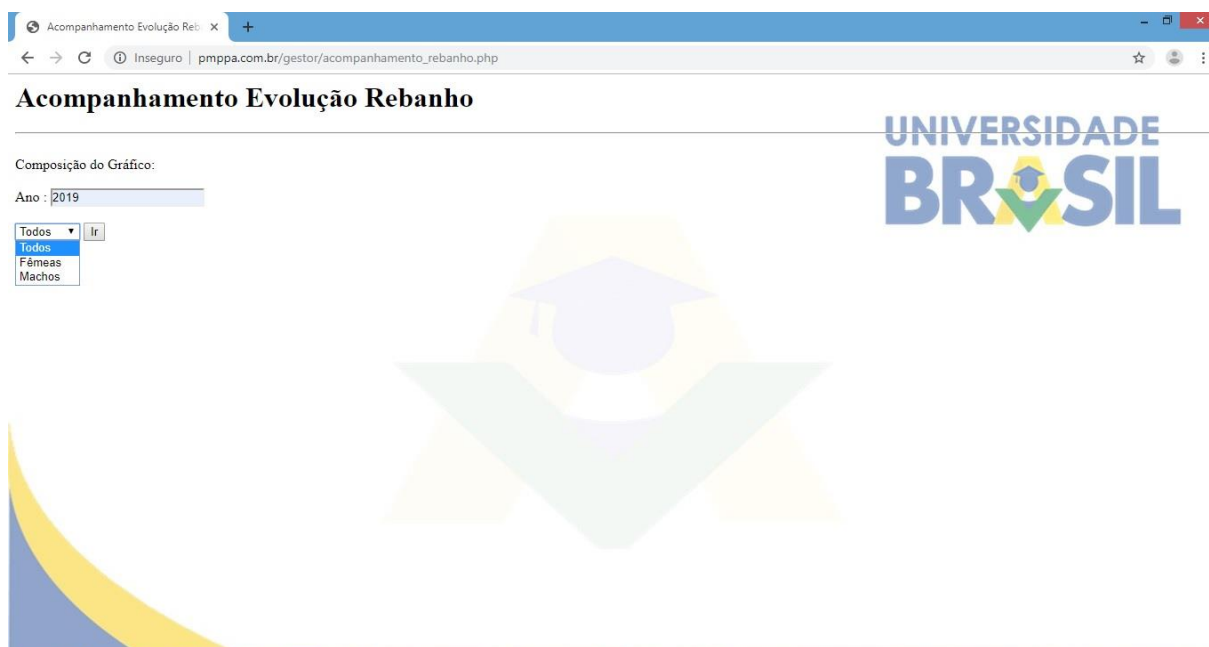 Acompanhamento Evolução Reb
Inseguro | pmppa.com.br/gestor/acompanhamento_rebanho.php
Acompanhamento Evolução Rebanho
UNIVERSIDADE
BRASIL
Composição do Gráfico:
Ano : 2019
Todos Ir
Todos
Fêmeas
Machos